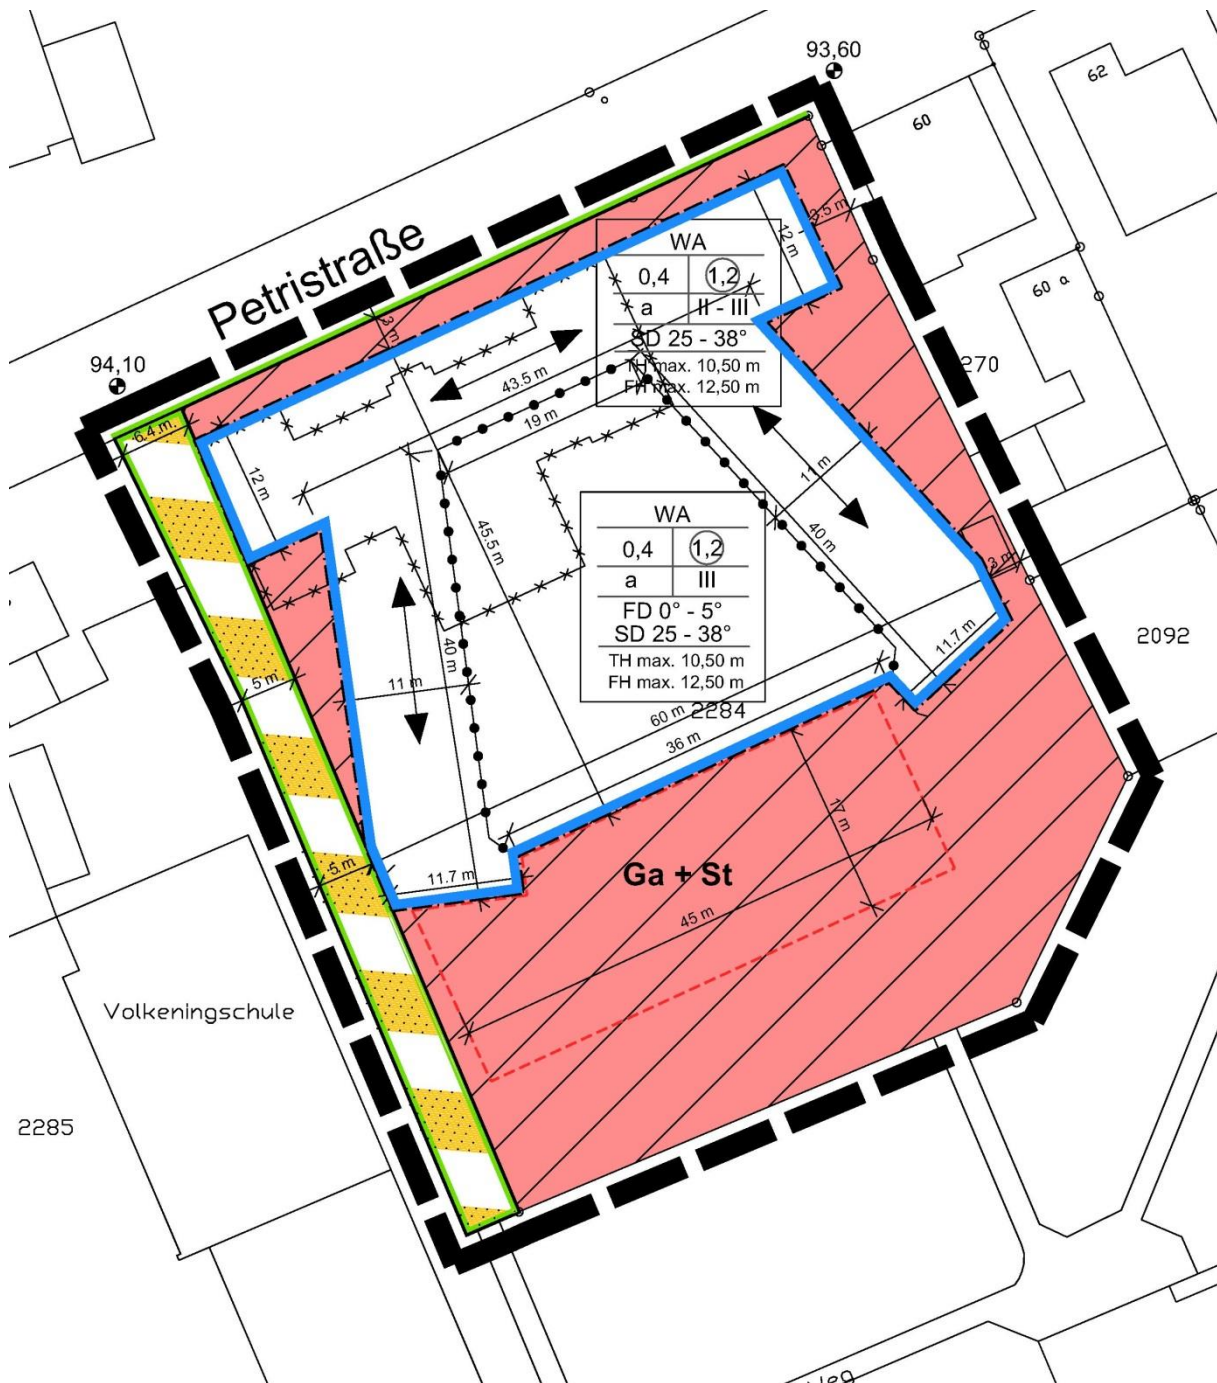 93,60
62
60
3.5 m
12 m
WA
0,4 1,2
a II - III
SD 25 - 38°
TH max. 10,50 m
FH max. 12,50 m
60 a
Petristraße
3 m
94,10
270
43.5 m
19 m
6.4 m.
12 m
11 m
45.5 m
40 m
WA
0,4 1,2
a III
FD 0° - 5°
SD 25 - 38°
TH max. 10,50 m
FH max. 12,50 m
3 m
11.7 m
2092
40 m
5 m
11 m
60 m
2284
36 m
17 m
5 m
11.7 m
Ga + St
45 m
Volkeningschule
2285